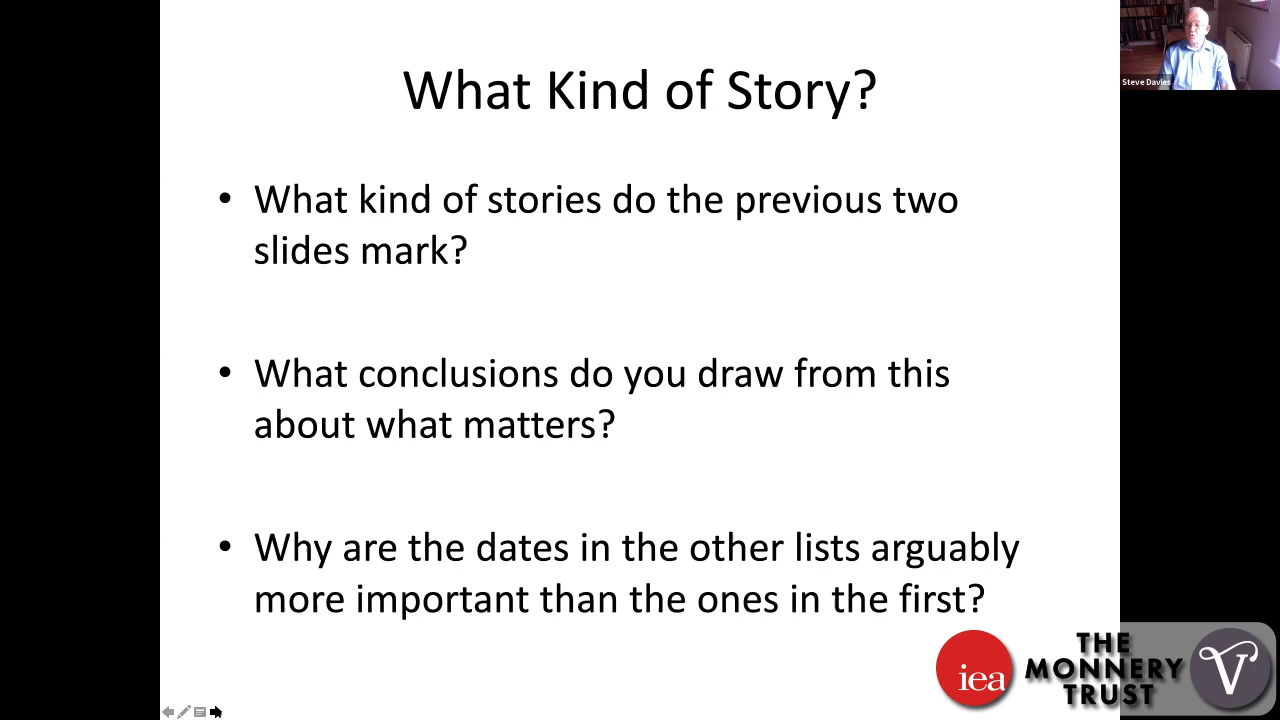 What Kind of Story?
Steve Davies
• What kind of stories do the previous two
slides mark?
• What conclusions do you draw from this
about what matters?
• Why are the dates in the other lists arguably
more important than the ones in the first?
iea
THE
MONNERY
TRUST
V